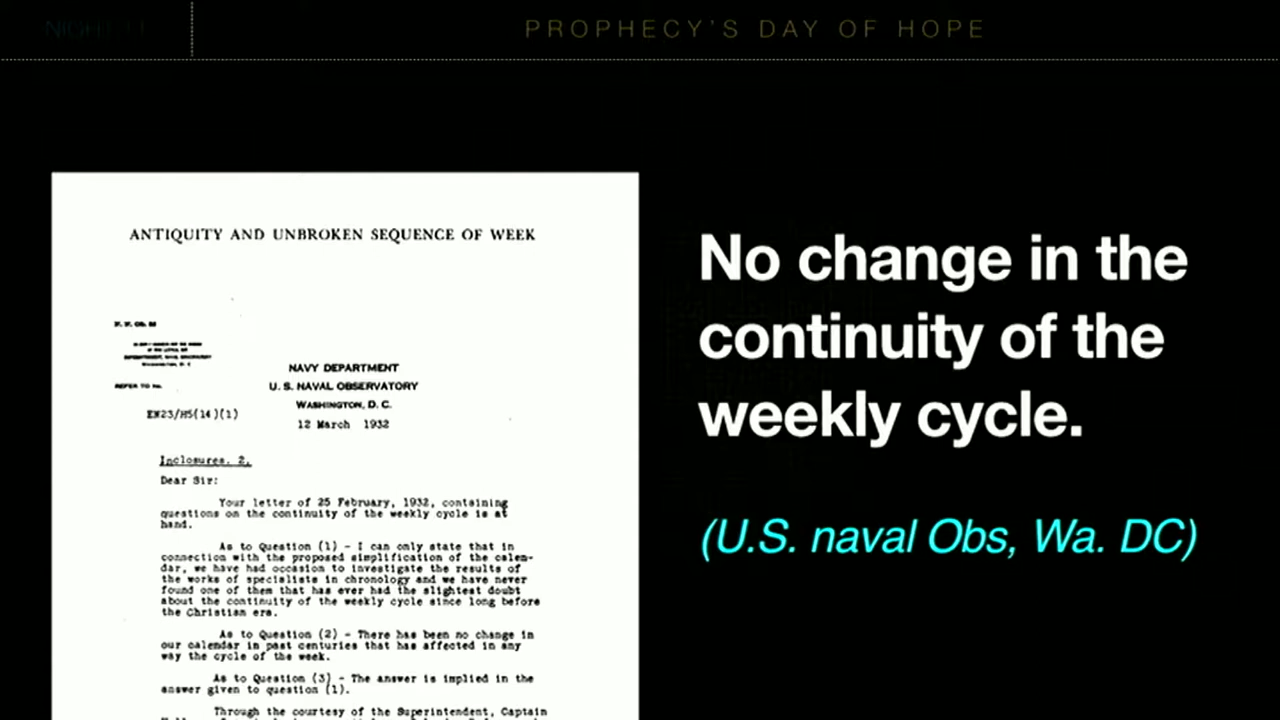 PROPHECY'S DAY OF HOPE
ANTIQUITY AND UNBROKEN SEQUENCE OF WEEK
NAVY DEPARTMENT
U. S. NAVAL OBSERVATORY
WASHINGTON, D. C.
REFER TO No.
EN23/H5(14)(1)
12 March 1932
Inclosures. 2.
Dear Sir:
Your letter of 25 February, 1932, containing
questions on the continuity of the weekly cycle is at
hand.
As to Question (1) - I can only state that in
connection with the proposed simplification of the calen-
dar, we have had occasion to investigate the results of
the works of specialists in chronology and we have never
found one of them that has ever had the slightest doubt
about the continuity of the weekly cycle since long before
the Christian era.
As to Question (2) - There has been no change in
our calendar in past centuries that has affected in any
way the cycle of the week.
As to Question (3) - The answer is implied in the
answer given to question (1).
Through the courtesy of the Superintendent, Captain
No change in the
continuity of the
weekly cycle.
(U.S. naval Obs, Wa. DC)